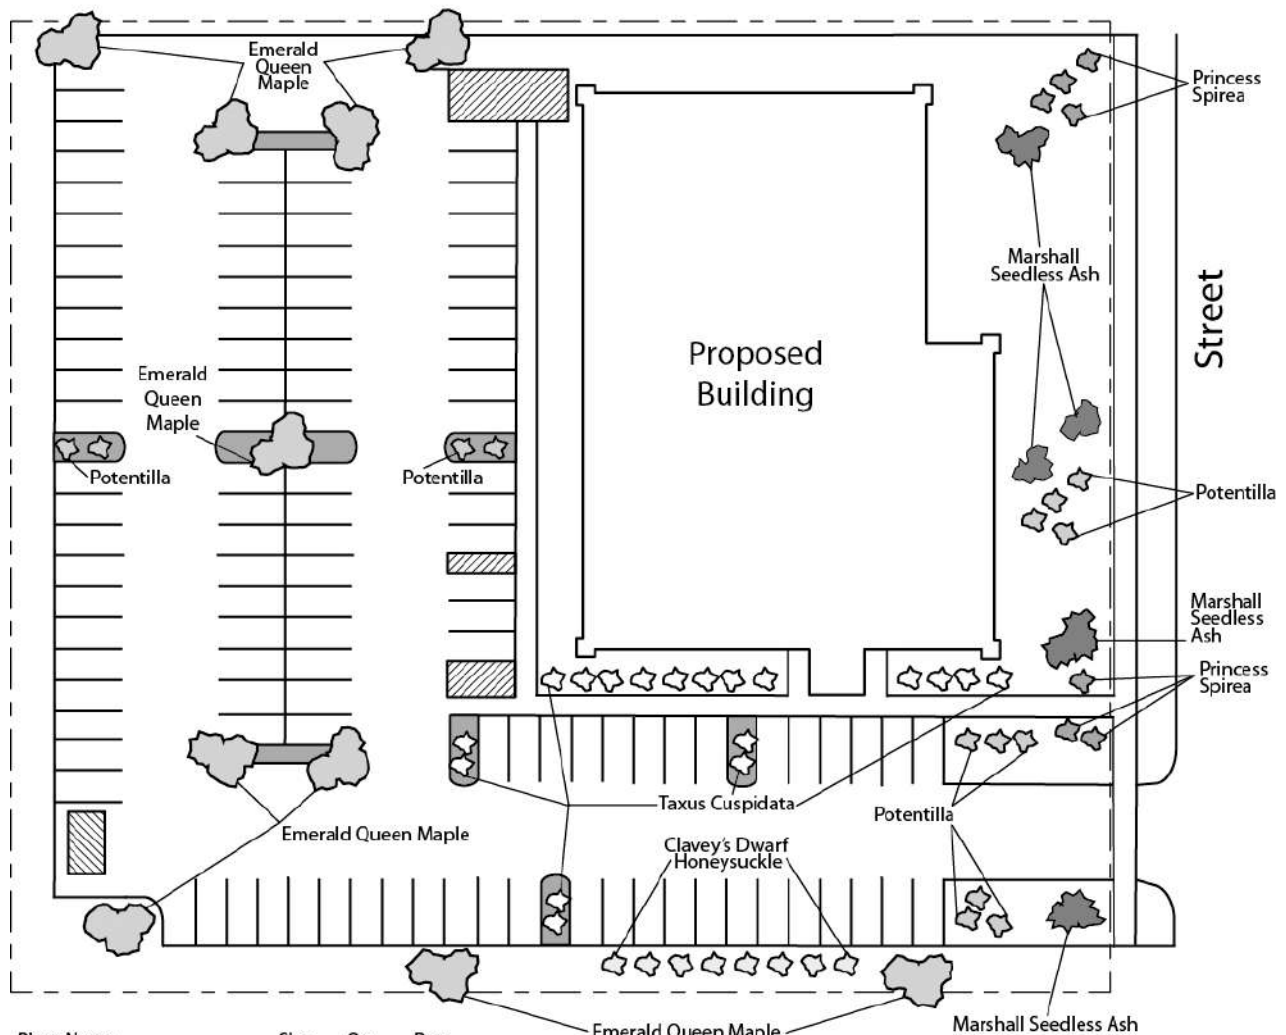 Emerald
Queen
Maple
Princess
Spirea
Marshall
Seedless Ash
Street
Proposed
Building
Emerald
Queen
Maple
Potentilla
Potentilla
Potentilla
Marshall
Seedless
Ash
Princess
Spirea
Taxus Cuspidata
Potentilla
Emerald Queen Maple
Clavey's Dwarf
Honeysuckle
Emerald Queen Maple
Marshall Seedless Ash